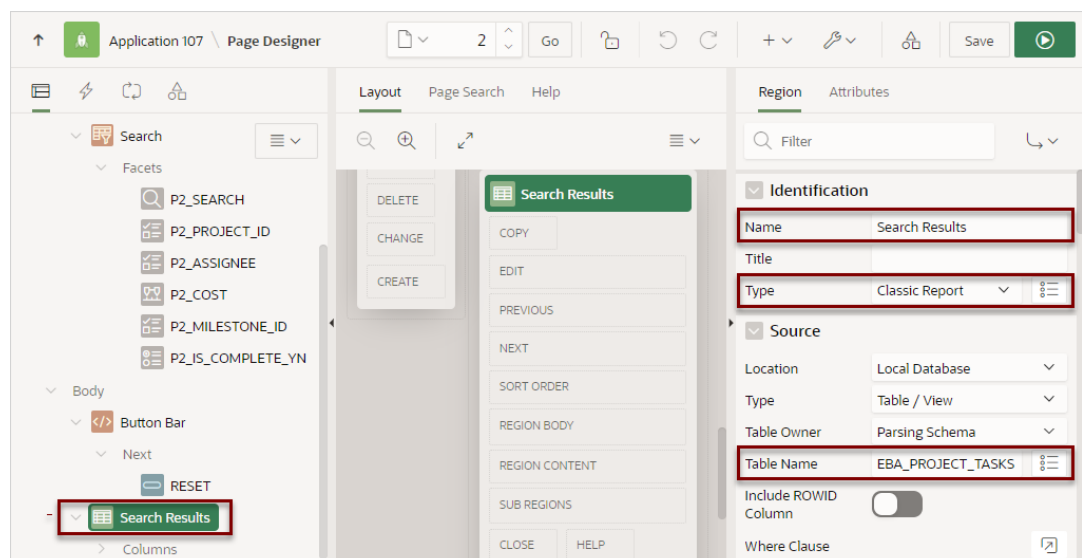 Application 107 \ Page Designer
2
Go
Save
Layout
Page Search
Help
Region
Attributes
Search
Facets
P2_SEARCH
P2_PROJECT_ID
P2_ASSIGNEE
P2_COST
P2_MILESTONE_ID
P2_IS_COMPLETE_YN
Body
Button Bar
Next
RESET
Search Results
Columns
DELETE
CHANGE
CREATE
Search Results
COPY
EDIT
PREVIOUS
NEXT
SORT ORDER
REGION BODY
REGION CONTENT
SUB REGIONS
CLOSE
HELP
Filter
Identification
Name
Search Results
Title
Type
Classic Report
Source
Location
Local Database
Type
Table / View
Table Owner
Parsing Schema
Table Name
EBA_PROJECT_TASKS
Include ROWID
Column
Where Clause